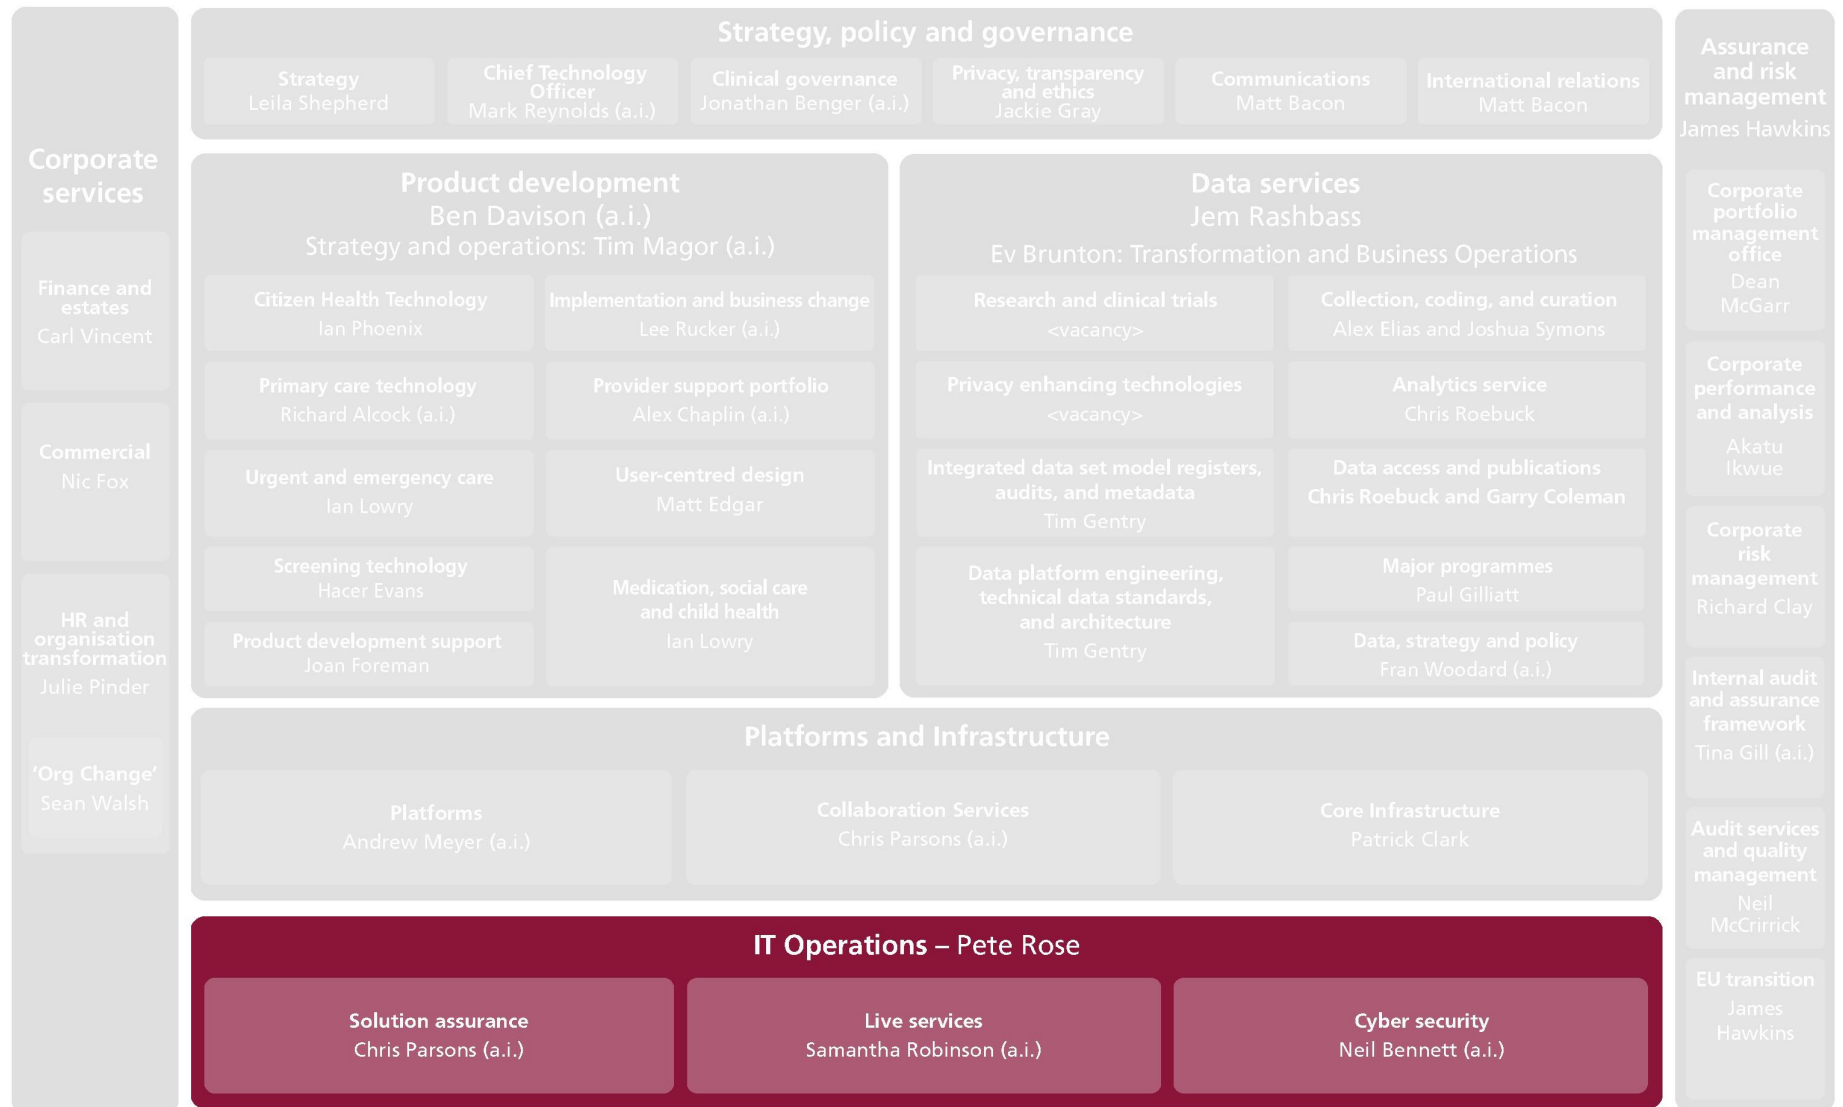 Corporate
services
Finance and
estates
Carl Vincent
Commercial
Nic Fox
HR and
organisation
transformation
Julie Pinder
‘Org Change’
Sean Walsh
Strategy, policy and governance
Strategy
Leila Shepherd
Chief Technology
Officer
Mark Reynolds (a.i.)
Clinical governance
Jonathan Benger (a.i.)
Privacy, transparency
and ethics
Jackie Gray
Communications
Matt Bacon
International relations
Matt Bacon
Product development
Ben Davison (a.i.)
Strategy and operations: Tim Magor (a.i.)
Citizen Health Technology
Ian Phoenix
Implementation and business change
Lee Rucker (a.i.)
Primary care technology
Richard Alcock (a.i.)
Provider support portfolio
Alex Chaplin (a.i.)
Urgent and emergency care
Ian Lowry
User-centred design
Matt Edgar
Screening technology
Hacer Evans
Medication, social care
and child health
Ian Lowry
Product development support
Joan Foreman
Data services
Jem Rashbass
Ev Brunton: Transformation and Business Operations
Research and clinical trials
<vacancy>
Collection, coding, and curation
Alex Elias and Joshua Symons
Privacy enhancing technologies
<vacancy>
Analytics service
Chris Roebuck
Integrated data set model registers,
audits, and metadata
Tim Gentry
Data access and publications
Chris Roebuck and Garry Coleman
Data platform engineering,
technical data standards,
and architecture
Tim Gentry
Major programmes
Paul Gilliatt
Data, strategy and policy
Fran Woodard (a.i.)
Platforms and Infrastructure
Platforms
Andrew Meyer (a.i.)
Collaboration Services
Chris Parsons (a.i.)
Core Infrastructure
Patrick Clark
IT Operations – Pete Rose
Solution assurance
Chris Parsons (a.i.)
Live services
Samantha Robinson (a.i.)
Cyber security
Neil Bennett (a.i.)
Assurance
and risk
management
James Hawkins
Corporate
portfolio
management
office
Dean
McGarr
Corporate
performance
and analysis
Akatu
Ikwue
Corporate
risk
management
Richard Clay
Internal audit
and assurance
framework
Tina Gill (a.i.)
Audit services
and quality
management
Neil
McCrirrick
EU transition
James
Hawkins